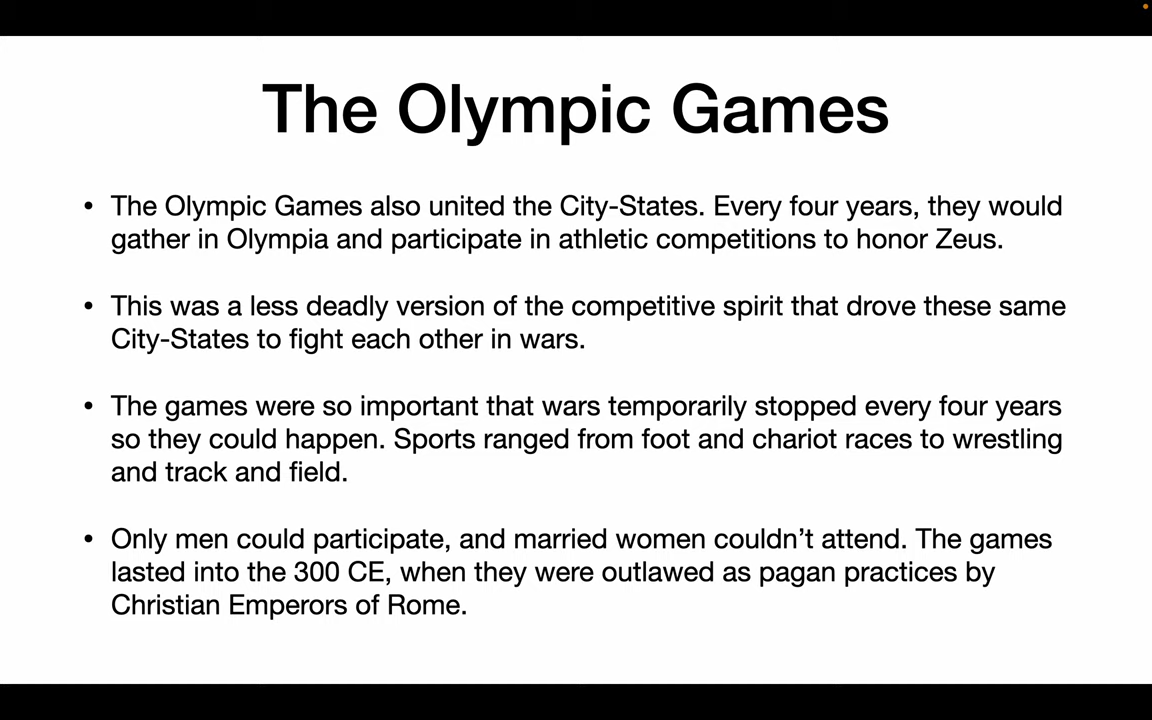 The Olympic Games
• The Olympic Games also united the City-States. Every four years, they would
gather in Olympia and participate in athletic competitions to honor Zeus.
• This was a less deadly version of the competitive spirit that drove these same
City-States to fight each other in wars.
• The games were so important that wars temporarily stopped every four years
so they could happen. Sports ranged from foot and chariot races to wrestling
and track and field.
• Only men could participate, and married women couldn’t attend. The games
lasted into the 300 CE, when they were outlawed as pagan practices by
Christian Emperors of Rome.